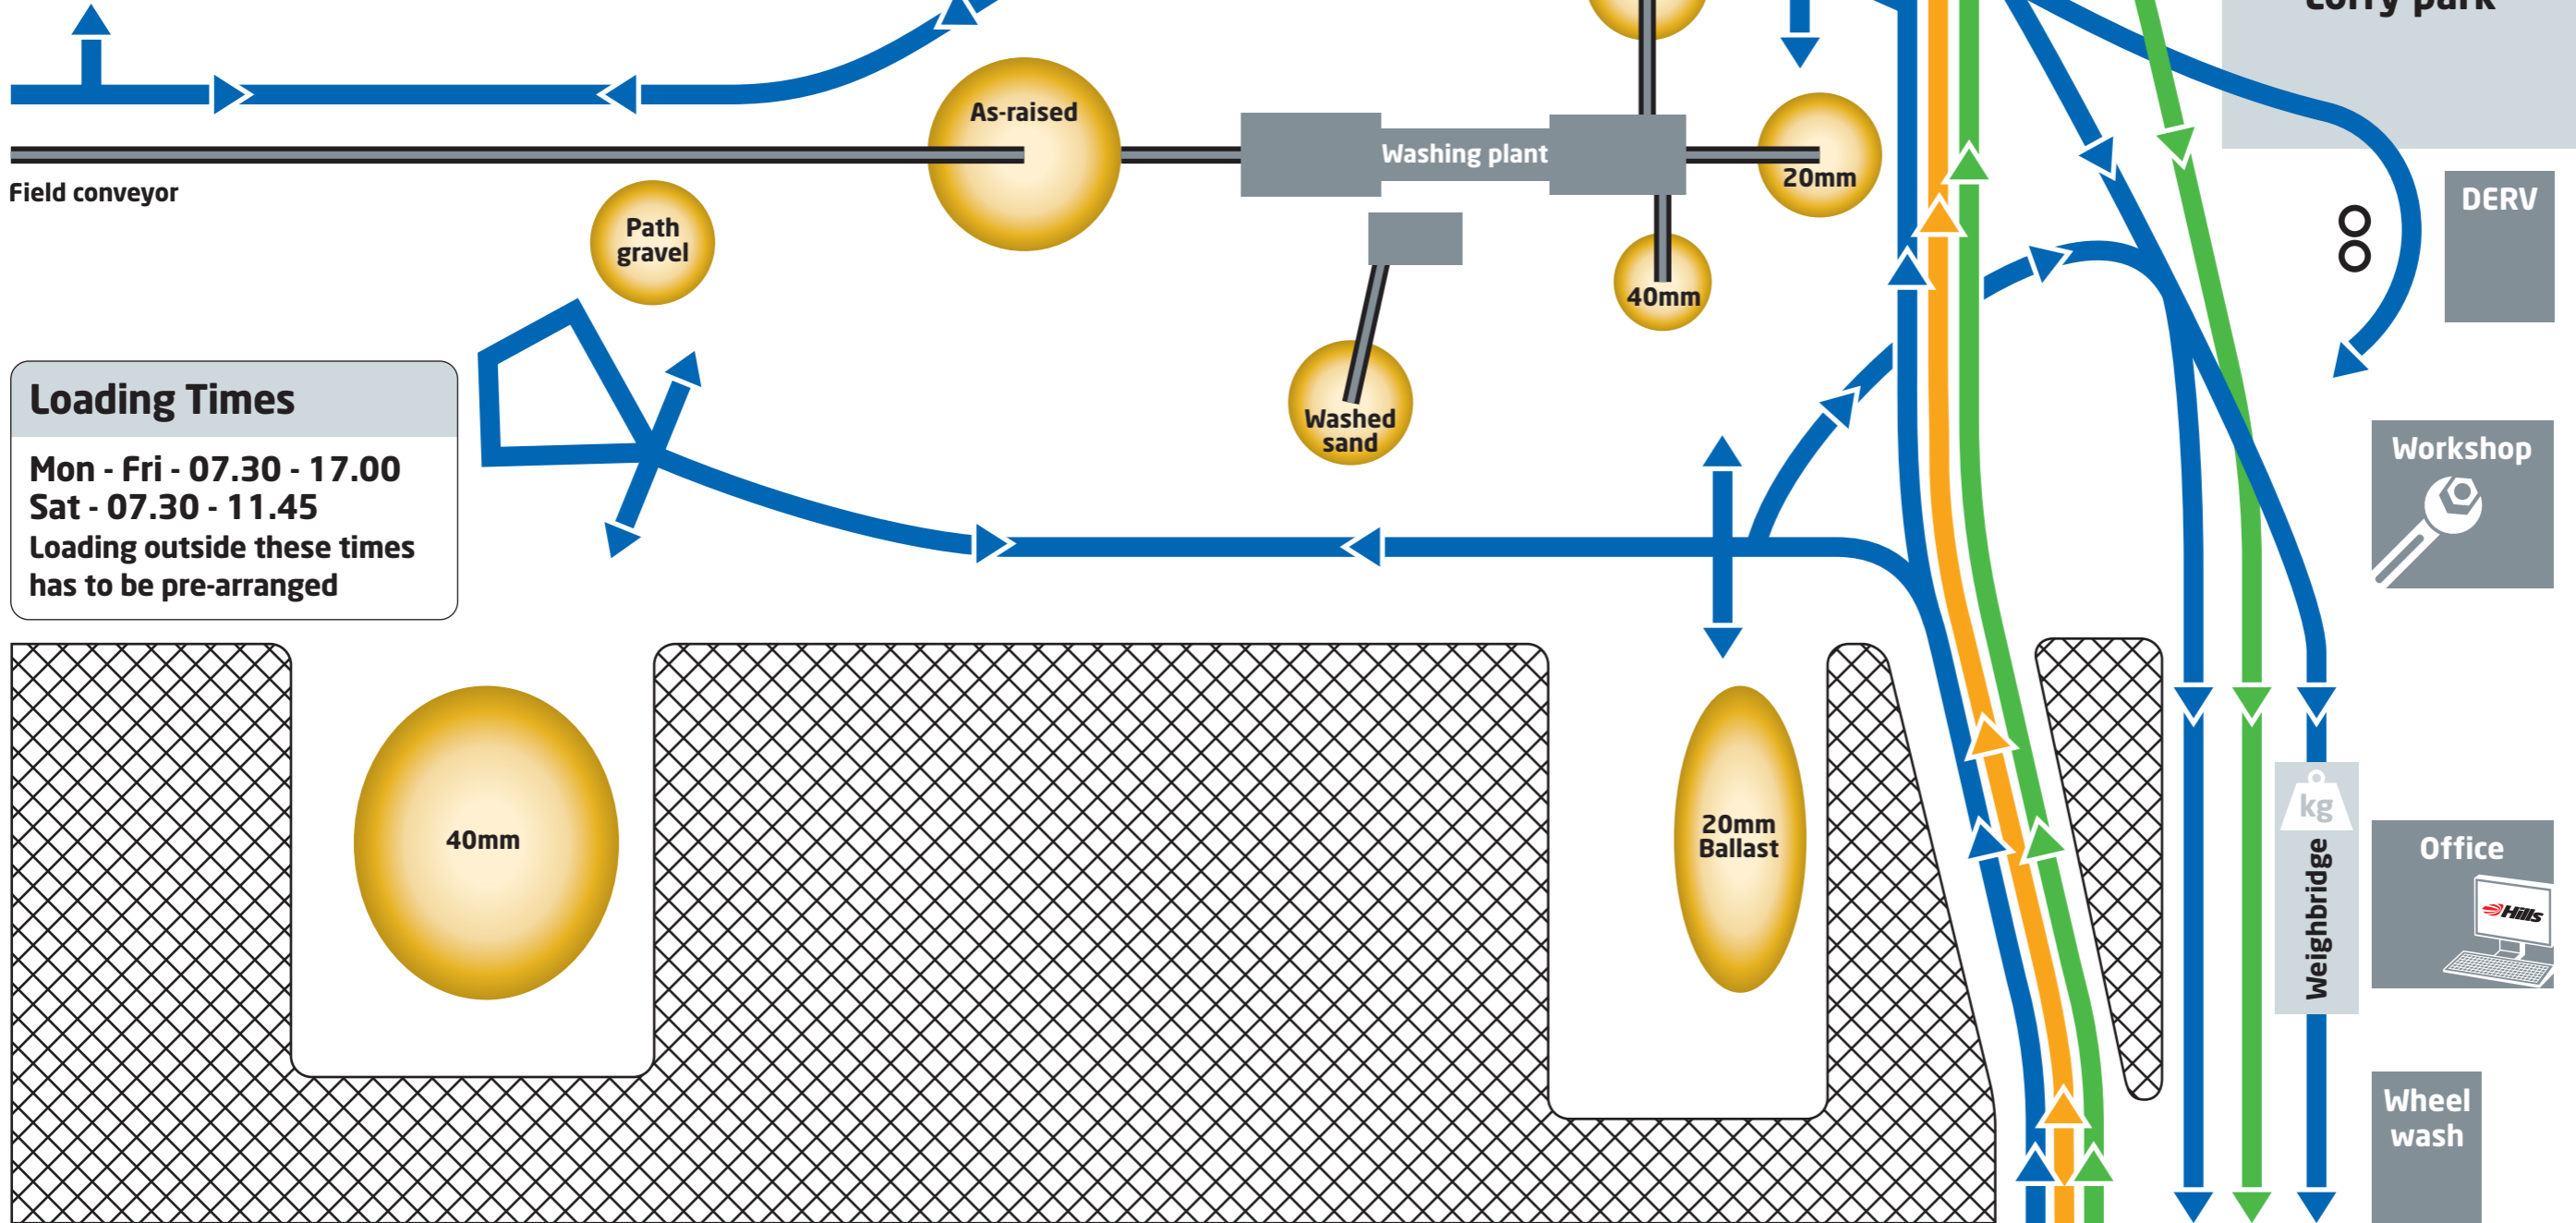 Lorry park
As-raised
Washing plant
20mm
Field conveyor
DERV
Path
gravel
40mm
Loading Times
Washed
sand
Mon - Fri - 07.30 - 17.00
Sat - 07.30 - 11.45
Loading outside these times
has to be pre-arranged
Workshop
40mm
20mm
Ballast
kg
Weighbridge
Office
Hills
Wheel
wash